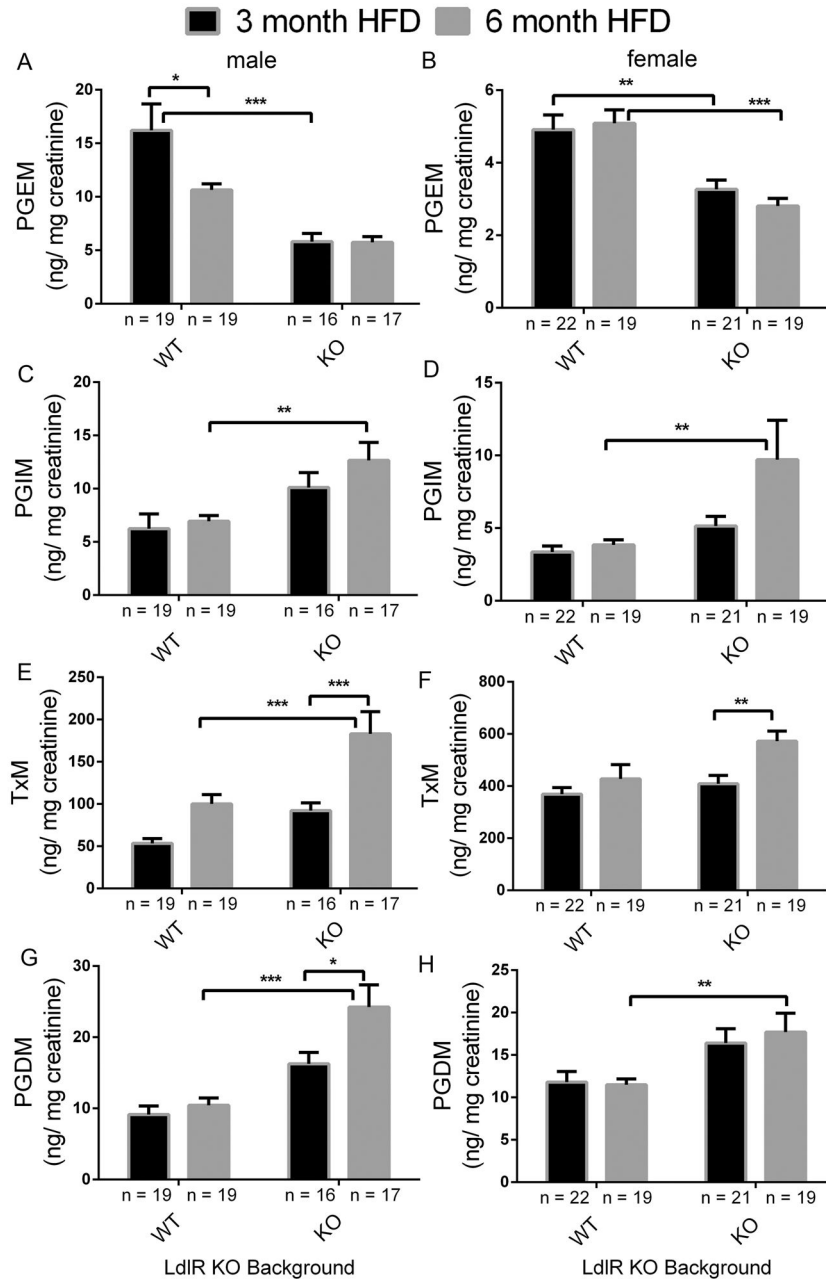 3 month HFD 6 month HFD
A male
PGEM
(ng/ mg creatinine)
20
15
10
5
0
*
***
n = 19 n = 19 n = 16 n = 17
WT KO
B female
PGEM
(ng/ mg creatinine)
6
4
2
0
**
***
n = 22 n = 19 n = 21 n = 19
WT KO
C
PGIM
(ng/ mg creatinine)
20
15
10
5
0
**
n = 19 n = 19 n = 16 n = 17
WT KO
D
PGIM
(ng/ mg creatinine)
15
10
5
0
**
n = 22 n = 19 n = 21 n = 19
WT KO
E
TxM
(ng/ mg creatinine)
250
200
150
100
50
0
***
***
n = 19 n = 19 n = 16 n = 17
WT KO
F
TxM
(ng/ mg creatinine)
800
600
400
200
0
**
n = 22 n = 19 n = 21 n = 19
WT KO
G
PGDM
(ng/ mg creatinine)
30
20
10
0
***
*
n = 19 n = 19 n = 16 n = 17
WT KO
LdlR KO Background
H
PGDM
(ng/ mg creatinine)
25
20
15
10
5
0
**
n = 22 n = 19 n = 21 n = 19
WT KO
LdlR KO Background